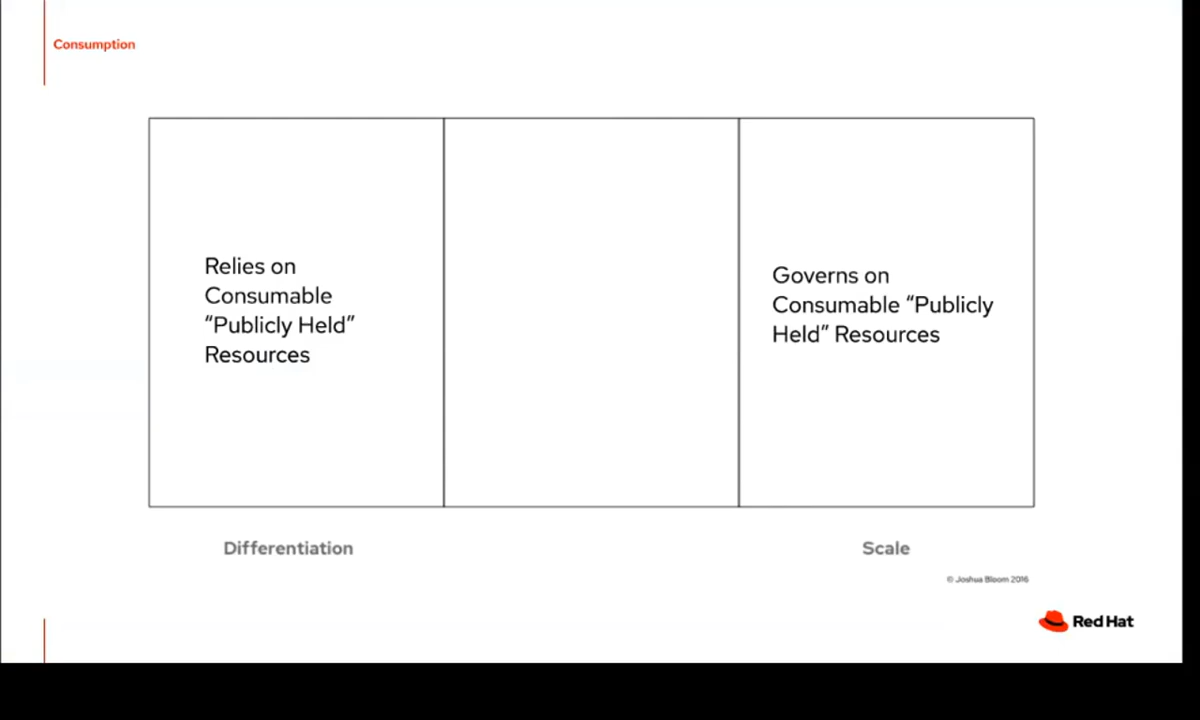 Consumption
Relies on
Consumable
“Publicly Held”
Resources
Governs on
Consumable “Publicly
Held” Resources
Differentiation
Scale
© Joshua Bloom 2016
Red Hat